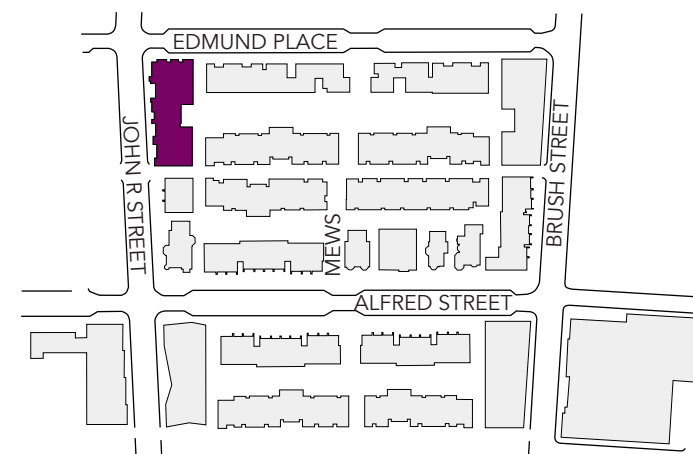 EDMUND PLACE
JOHN R STREET
BRUSH STREET
MEWS
ALFRED STREET